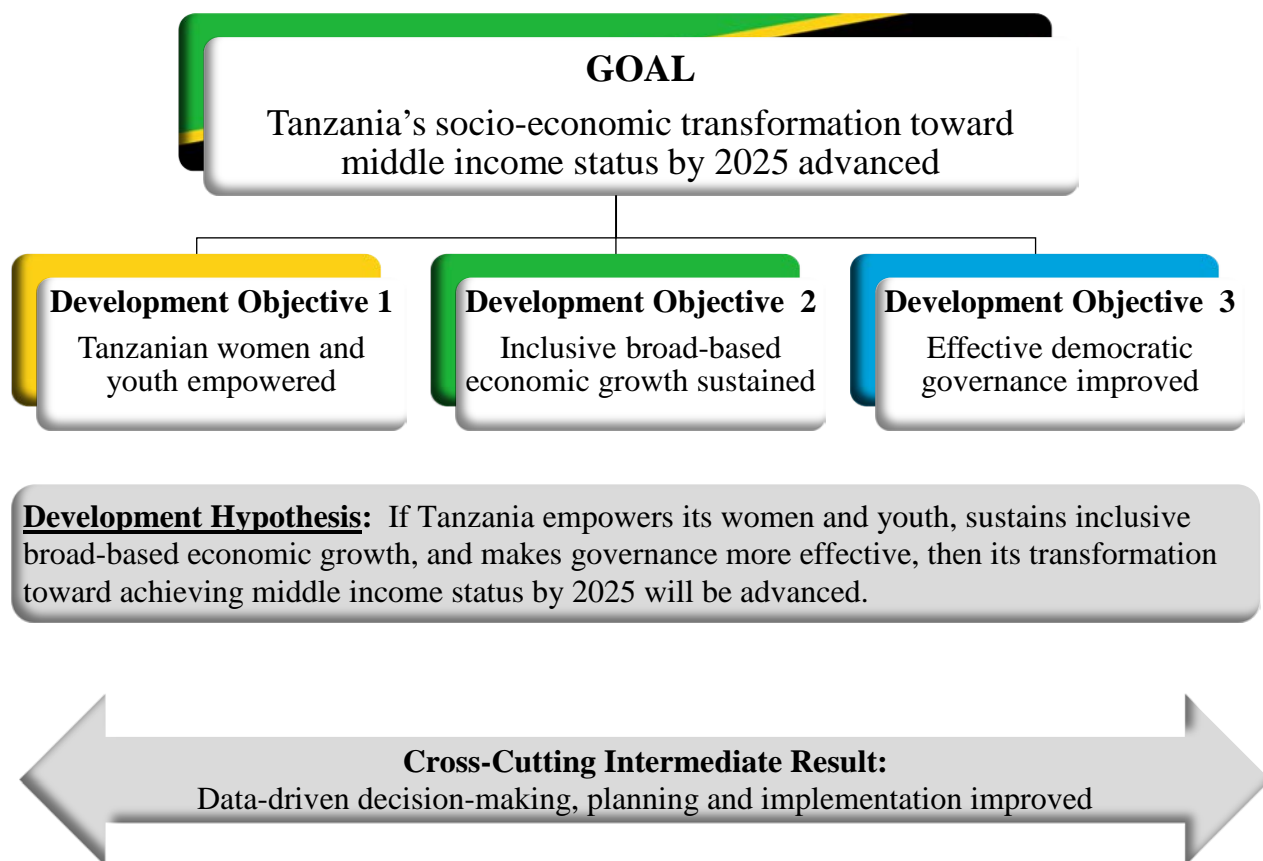 GOAL
Tanzania’s socio-economic transformation toward
middle income status by 2025 advanced
Development Objective 1
Tanzanian women and
youth empowered
Development Objective  2
Inclusive broad-based
economic growth sustained
Development Objective  3
Effective democratic
governance improved
Development Hypothesis:  If Tanzania empowers its women and youth, sustains inclusive
broad-based economic growth, and makes governance more effective, then its transformation
toward achieving middle income status by 2025 will be advanced.
Cross-Cutting Intermediate Result:
Data-driven decision-making, planning and implementation improved